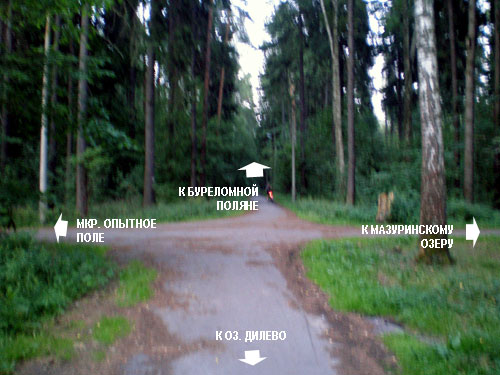 К БУРЕЛОМНОЙ
ПОЛЯНЕ
МКР. ОПЫТНОЕ
ПОЛЕ
К МАЗУРИНСКОМУ
ОЗЕРУ
К ОЗ. ДИЛЕВО